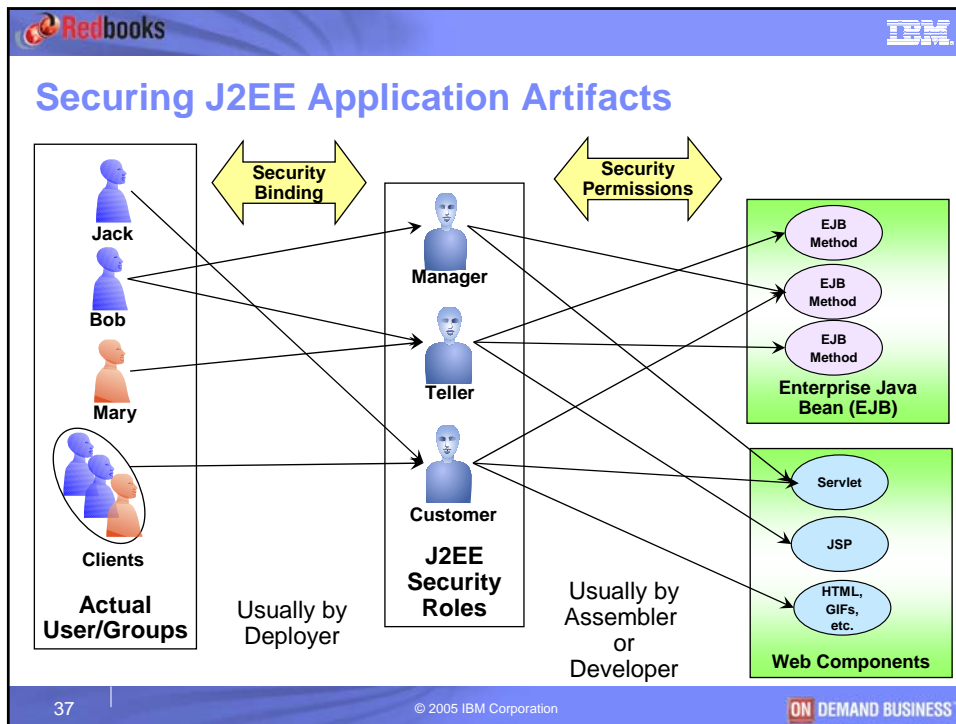 Redbooks
IBM
Securing J2EE Application Artifacts
Security
Binding
Security
Permissions
Jack
Bob
Mary
Clients
Actual
User/Groups
Usually by
Deployer
Manager
Teller
Customer
J2EE
Security
Roles
Usually by
Assembler
or
Developer
EJB
Method
EJB
Method
EJB
Method
Enterprise Java
Bean (EJB)
Servlet
JSP
HTML,
GIFs,
etc.
Web Components
37
© 2005 IBM Corporation
ON DEMAND BUSINESS